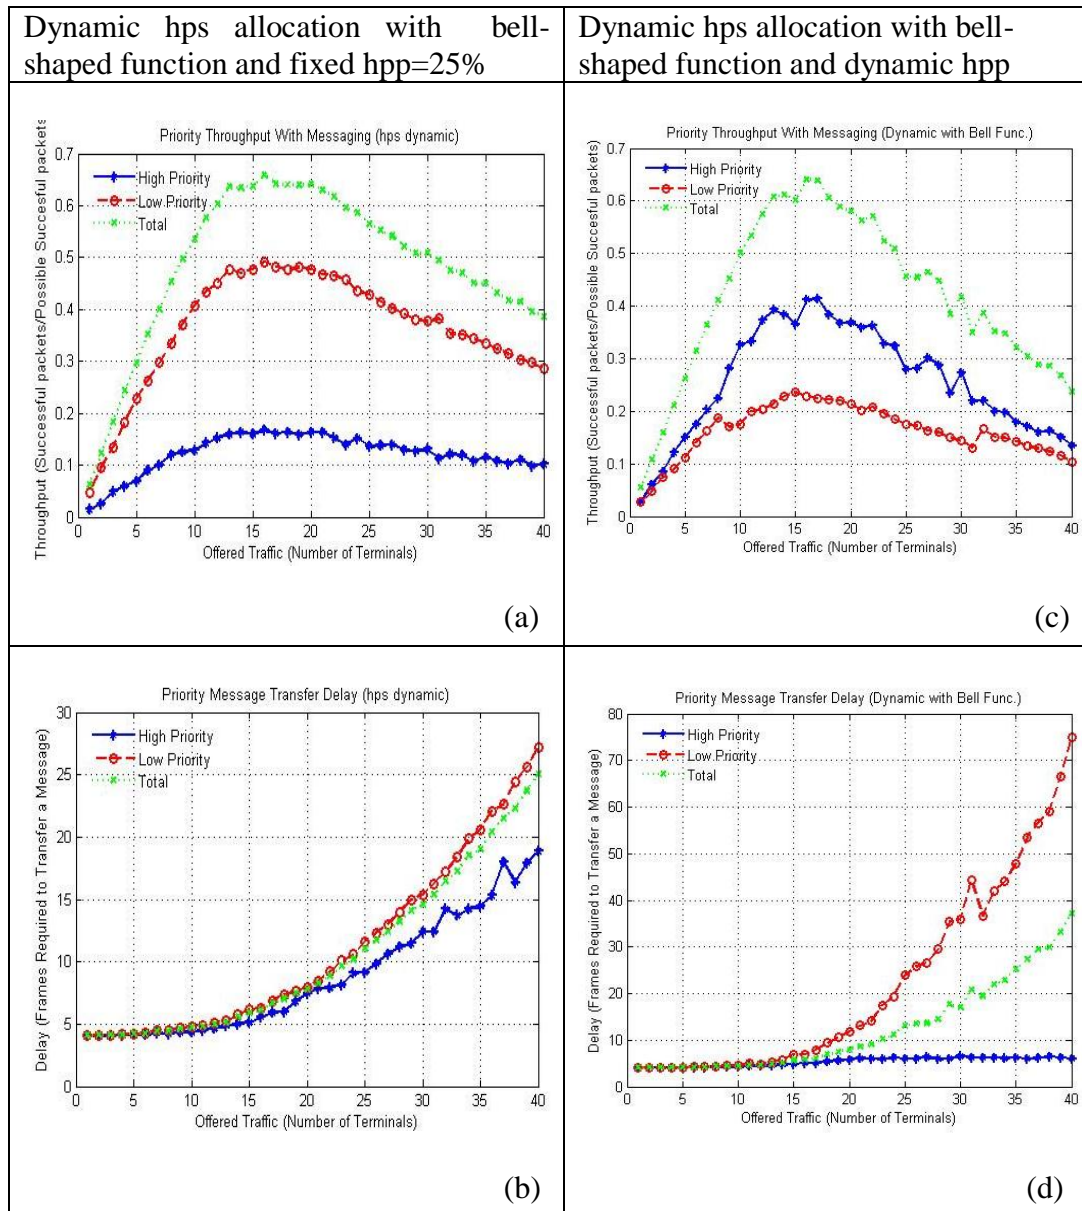 Dynamic hps allocation with bell-
shaped function and fixed hpp=25%
Dynamic hps allocation with bell-
shaped function and dynamic hpp
Priority Throughput With Messaging (hps dynamic)
Throughput (Successful packets/Possible Succesful packets)
0.7
0.6
0.5
0.4
0.3
0.2
0.1
0
High Priority
Low Priority
Total
0 5 10 15 20 25 30 35 40
Offered Traffic (Number of Terminals)
(a)
Priority Throughput With Messaging (Dynamic with Bell Func.)
Throughput (Successful packets/Possible Succesful packets)
0.7
0.6
0.5
0.4
0.3
0.2
0.1
0
High Priority
Low Priority
Total
0 5 10 15 20 25 30 35 40
Offered Traffic (Number of Terminals)
(c)
Priority Message Transfer Delay (hps dynamic)
Delay (Frames Required to Transfer a Message)
30
25
20
15
10
5
0
High Priority
Low Priority
Total
0 5 10 15 20 25 30 35 40
Offered Traffic (Number of Terminals)
(b)
Priority Message Transfer Delay (Dynamic with Bell Func.)
Delay (Frames Required to Transfer a Message)
80
70
60
50
40
30
20
10
0
High Priority
Low Priority
Total
0 5 10 15 20 25 30 35 40
Offered Traffic (Number of Terminals)
(d)